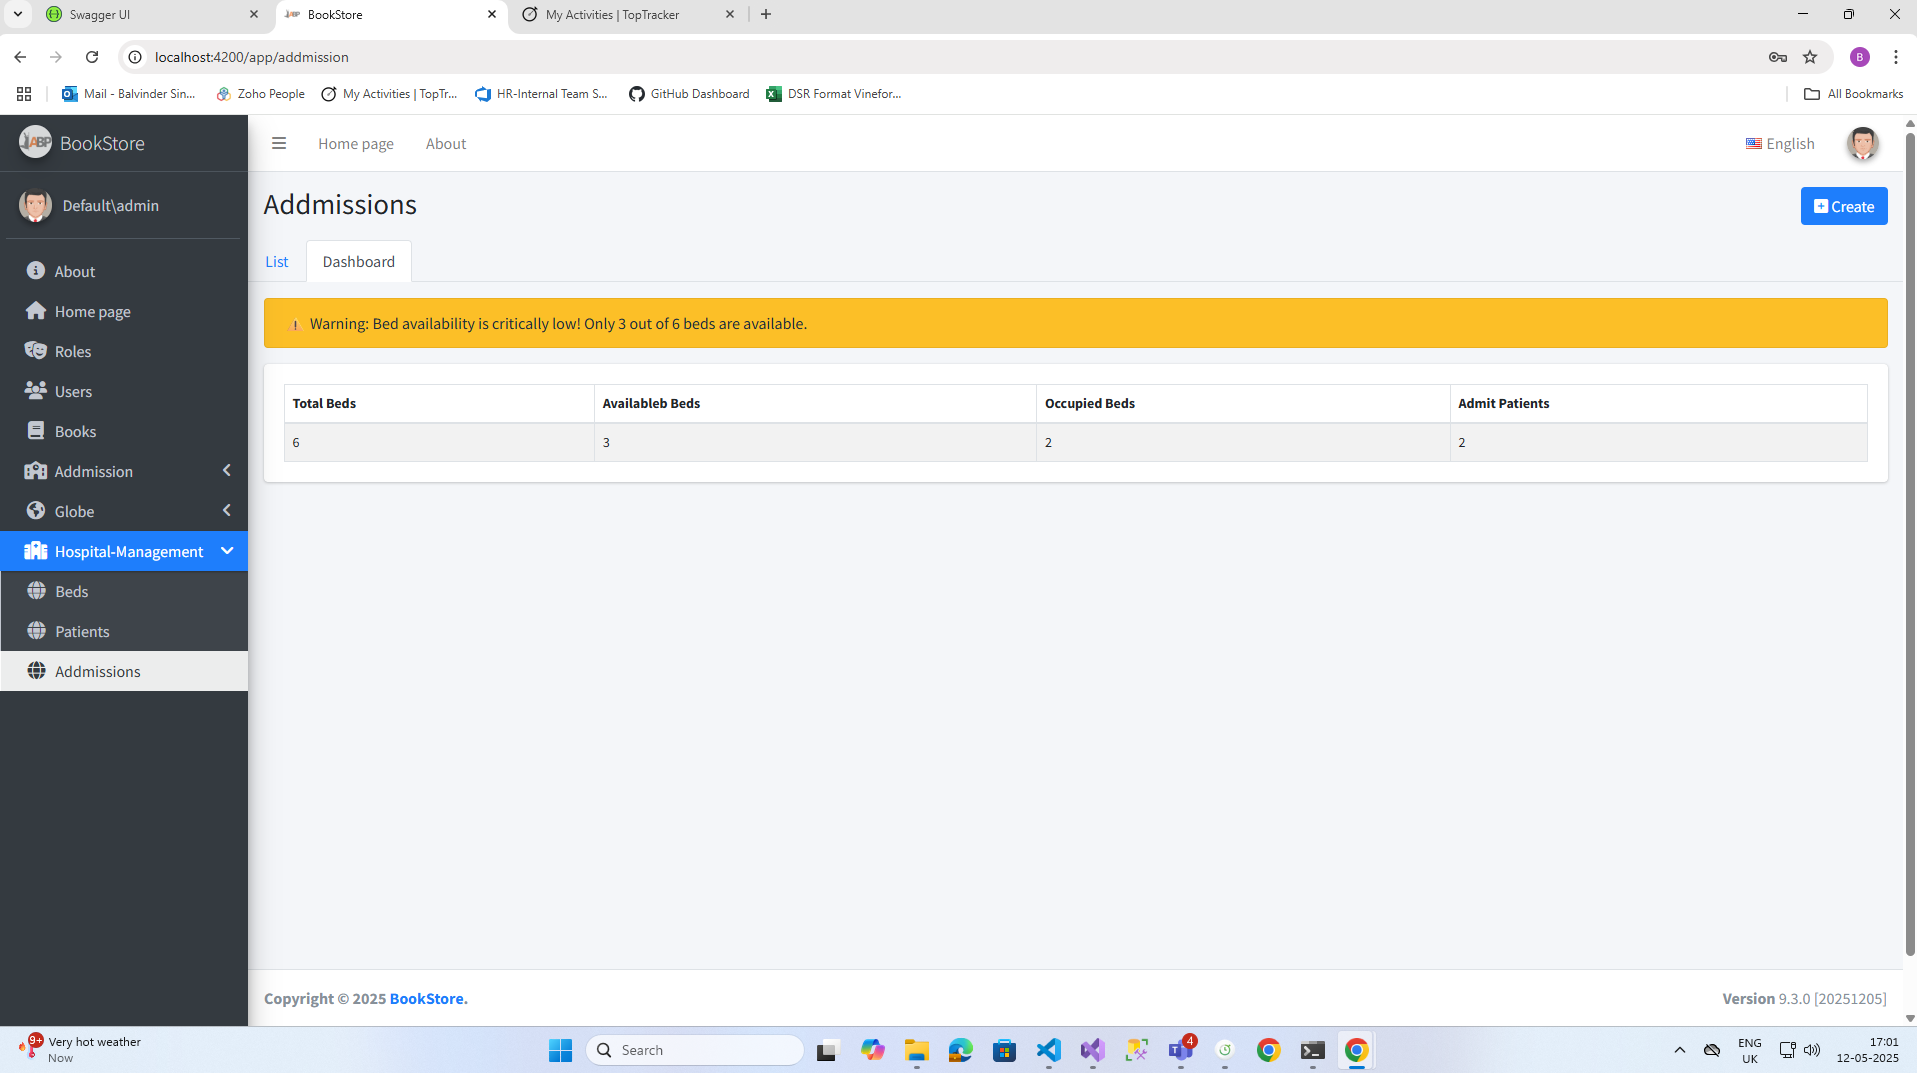 Swagger UI
BookStore
My Activities | TopTracker
localhost:4200/app/addmission
B
Mail - Balvinder Sin...
Zoho People
My Activities | TopTr...
HR-Internal Team S...
GitHub Dashboard
DSR Format Vinefor...
All Bookmarks
ABP
BookStore
Home page
About
English
Default\admin
Addmissions
Create
List
Dashboard
About
Home page
Roles
Users
Books
Addmission
Globe
Hospital-Management
Beds
Patients
Addmissions
Warning: Bed availability is critically low! Only 3 out of 6 beds are available.
Total Beds
Availableb Beds
Occupied Beds
Admit Patients
6
3
2
2
Copyright © 2025 BookStore.
Version 9.3.0 [20251205]
9+
Very hot weather
Now
Search
4
ENG
UK
17:01
12-05-2025